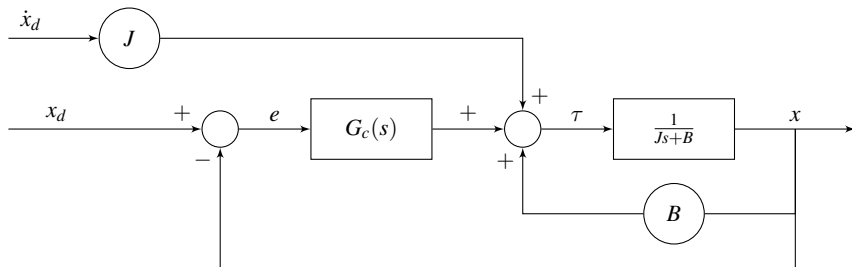 ẋ_d
J
+
x_d + e G_c(s) + τ 1/(Js+B) x
−
+
B